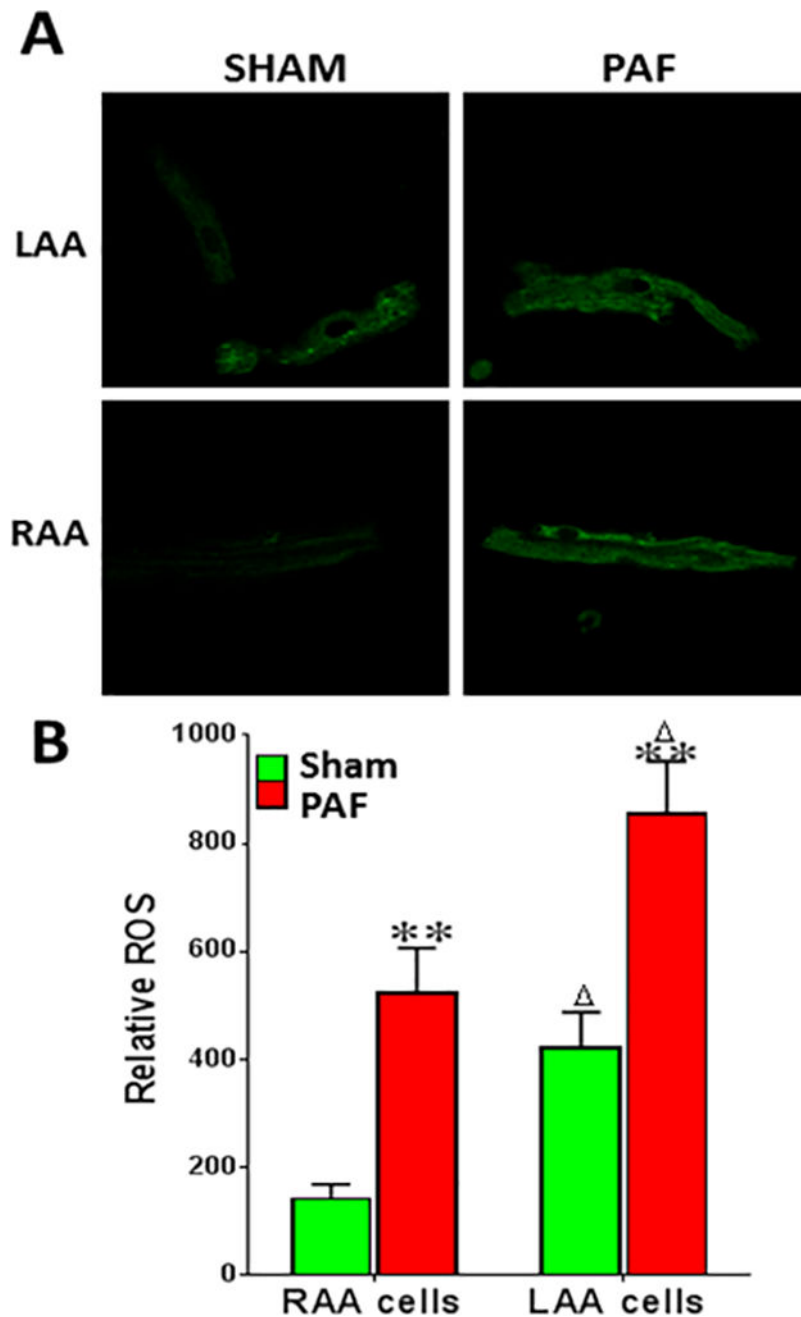 A
SHAM PAF
LAA
RAA
B
1000
800
600
400
200
0
Relative ROS
Sham
PAF
**
Δ
Δ
**
RAA cells LAA cells